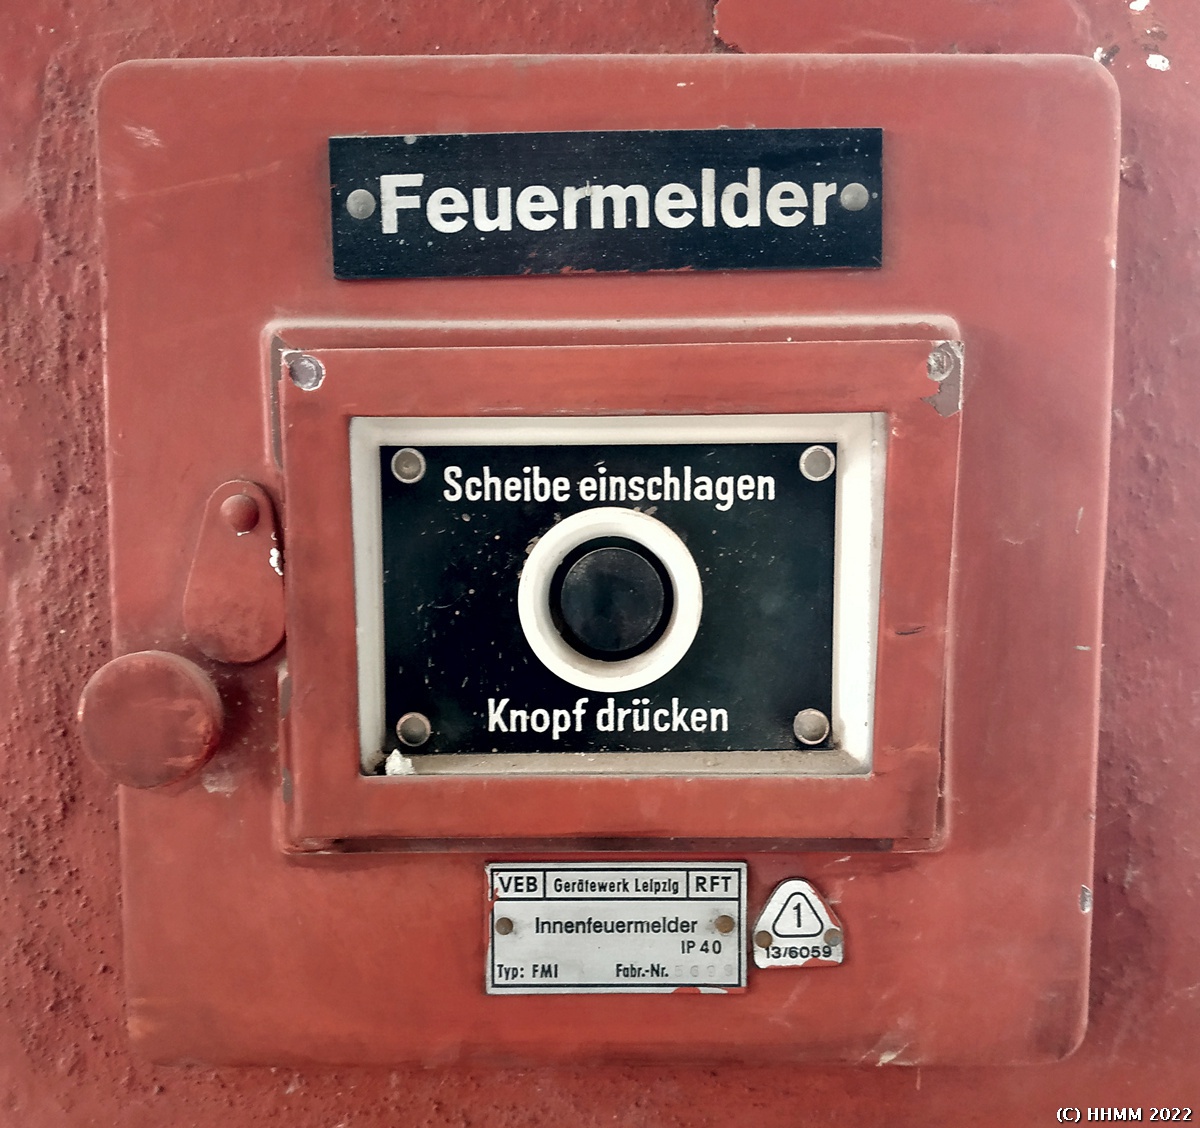 Feuermelder
Scheibe einschlagen
Knopf drücken
VEB Gerätewerk Leipzig RFT
Innenfeuermelder
IP 40
Typ: FMI Fabr.-Nr.
1
13/6059
(C) HHMM 2022